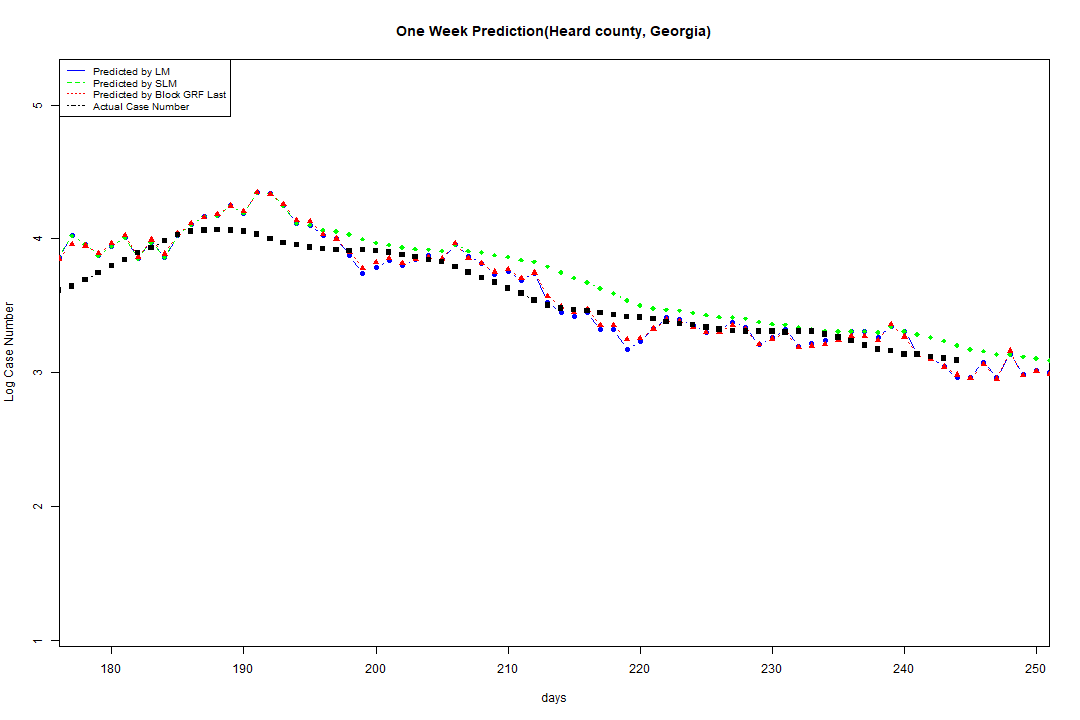 One Week Prediction(Heard county, Georgia)
Predicted by LM
Predicted by SLM
Predicted by Block GRF Last
Actual Case Number
5
4
3
2
1
Log Case Number
180 190 200 210 220 230 240 250
days